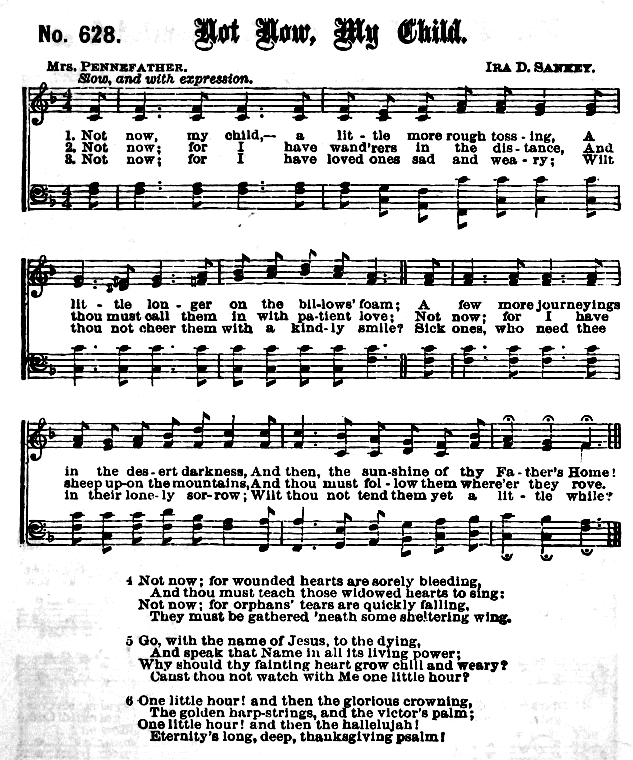 No. 628. Not Now, My Child.
Mrs. PENNEFATHER. IRA D. SANKEY.
Slow, and with expression.
1. Not now, my child,— a lit - tle more rough toss - ing, A
2. Not now; for I have wand'rers in the dis - tance, And
3. Not now; for I have loved ones sad and wea - ry; Wilt
lit - tle lon - ger on the bil-lows' foam; A few more journeyings
thou must call them in with pa-tient love; Not now; for I have
thou not cheer them with a kind-ly smile? Sick ones, who need thee
in the des - ert darkness, And then, the sun-shine of thy Fa - ther's Home!
sheep up-on the mountains, And thou must fol - low them where'er they rove.
in their lone - ly sor-row; Wilt thou not tend them yet a lit - tle while?
4 Not now; for wounded hearts are sorely bleeding,
And thou must teach those widowed hearts to sing:
Not now; for orphans' tears are quickly falling,
They must be gathered 'neath some sheltering wing.
5 Go, with the name of Jesus, to the dying,
And speak that Name in all its living power;
Why should thy fainting heart grow chill and weary?
Canst thou not watch with Me one little hour?
6 One little hour! and then the glorious crowning,
The golden harp-strings, and the victor's palm;
One little hour! and then the hallelujah!
Eternity's long, deep, thanksgiving psalm!